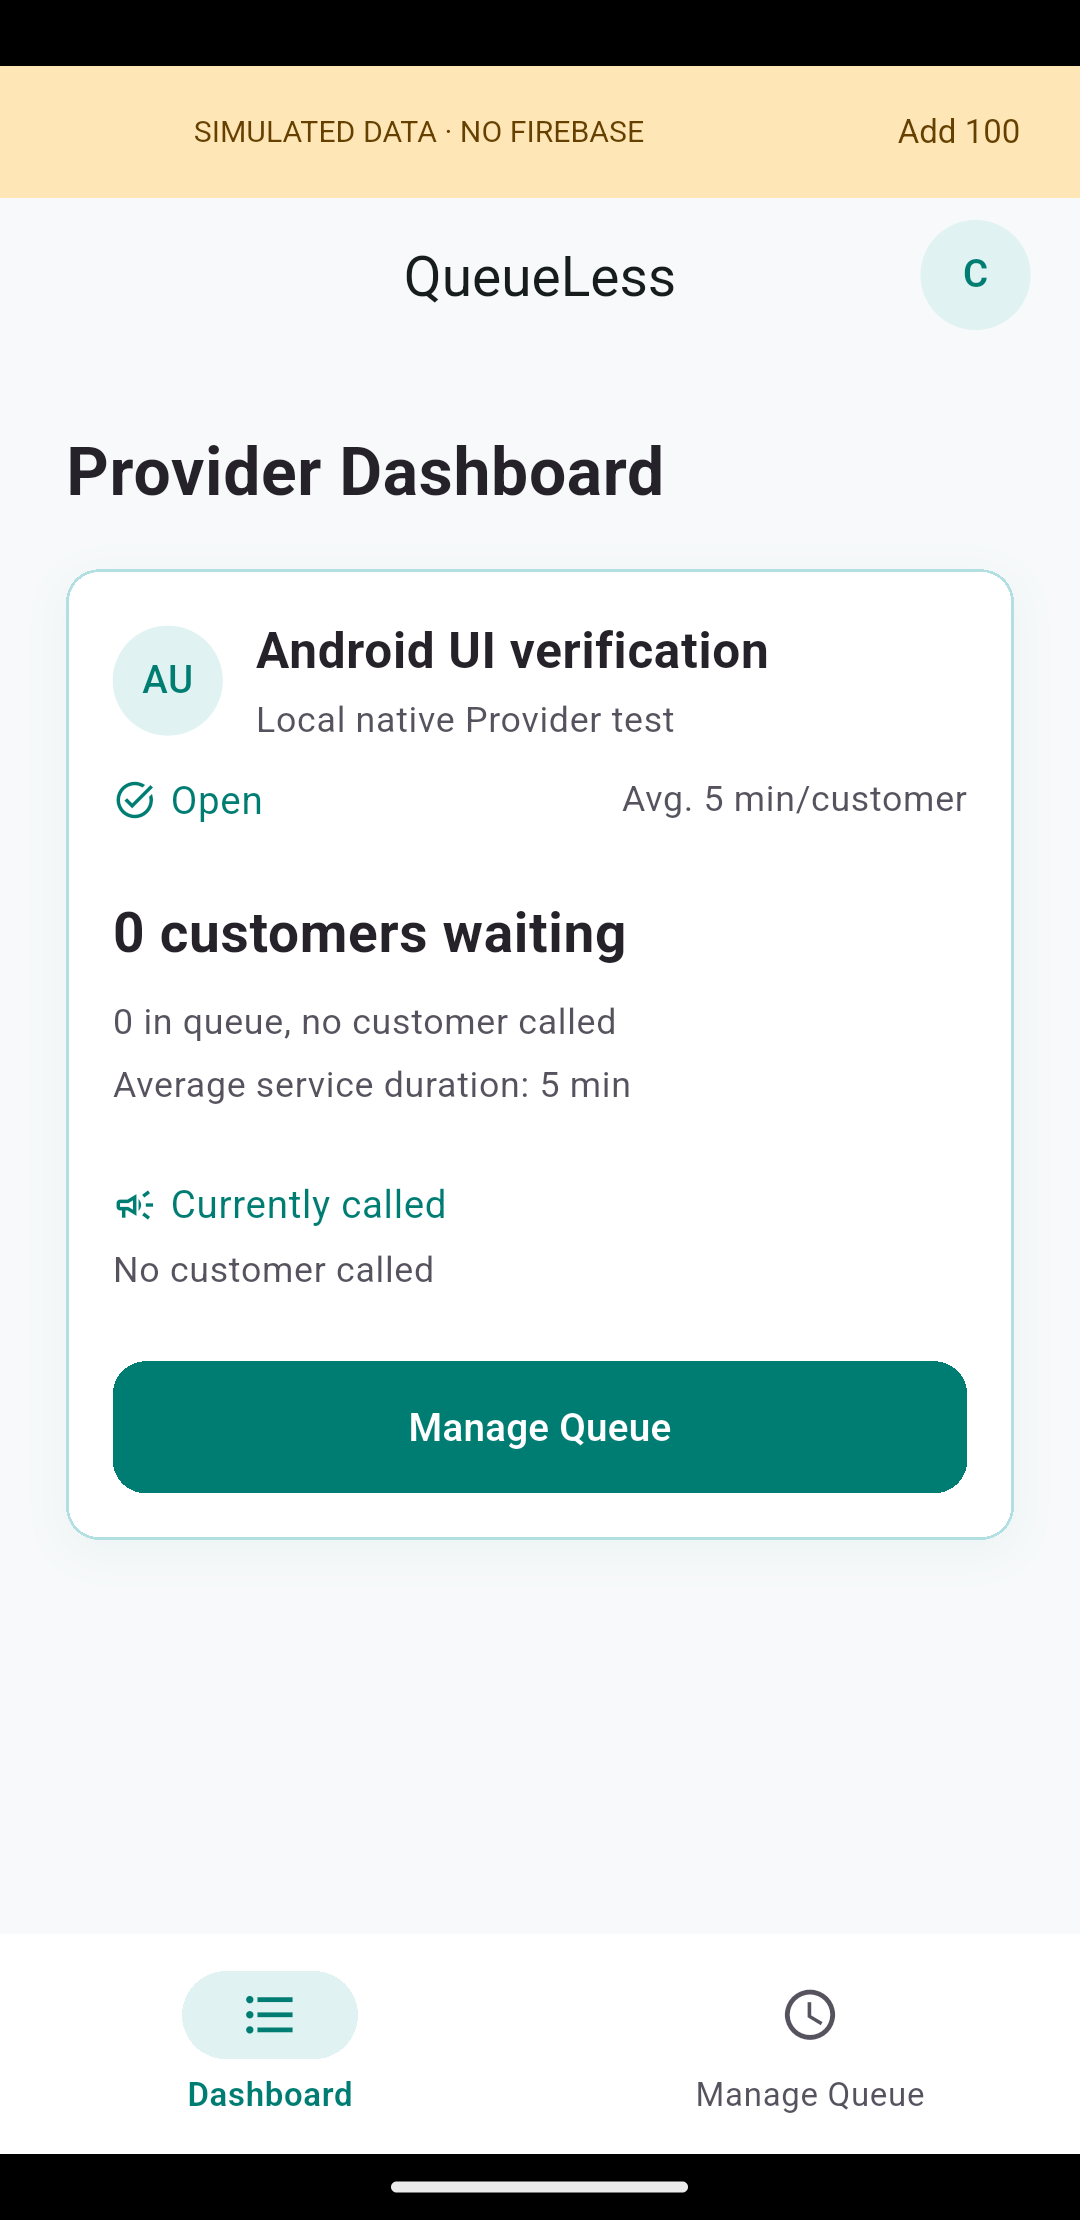 SIMULATED DATA · NO FIREBASE
Add 100
QueueLess
C
Provider Dashboard
AU
Android UI verification
Local native Provider test
Open
Avg. 5 min/customer
0 customers waiting
0 in queue, no customer called
Average service duration: 5 min
Currently called
No customer called
Manage Queue
Dashboard
Manage Queue